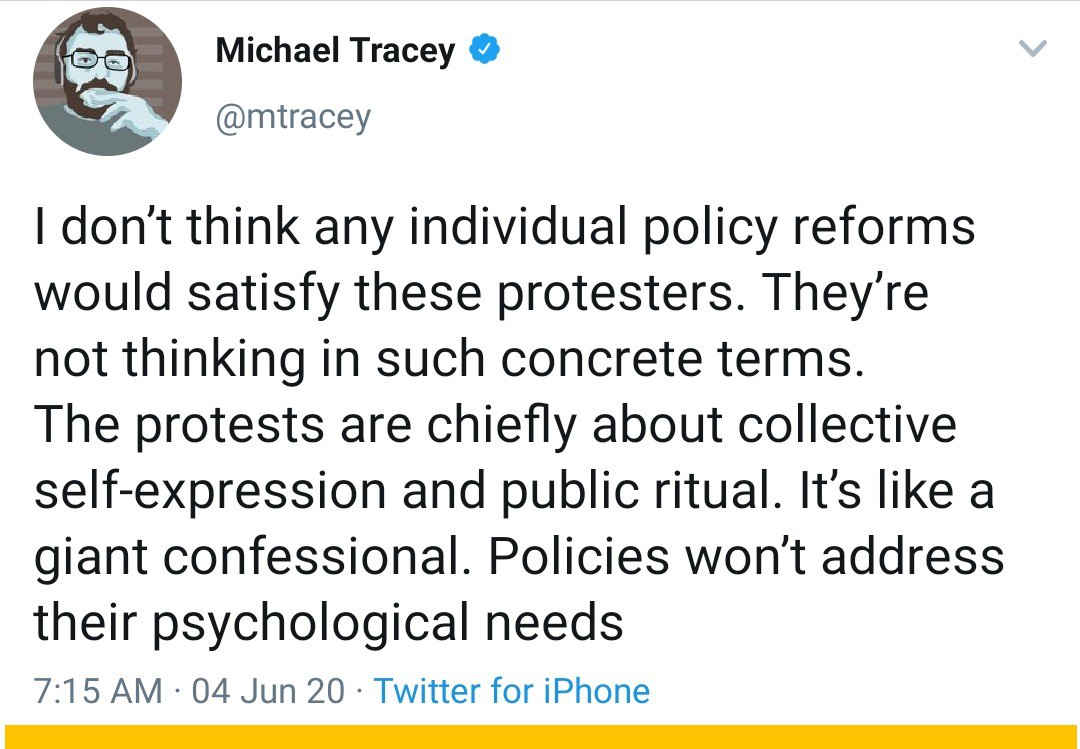 Michael Tracey
@mtracey
I don’t think any individual policy reforms
would satisfy these protesters. They’re
not thinking in such concrete terms.
The protests are chiefly about collective
self-expression and public ritual. It’s like a
giant confessional. Policies won’t address
their psychological needs
7:15 AM · 04 Jun 20 · Twitter for iPhone